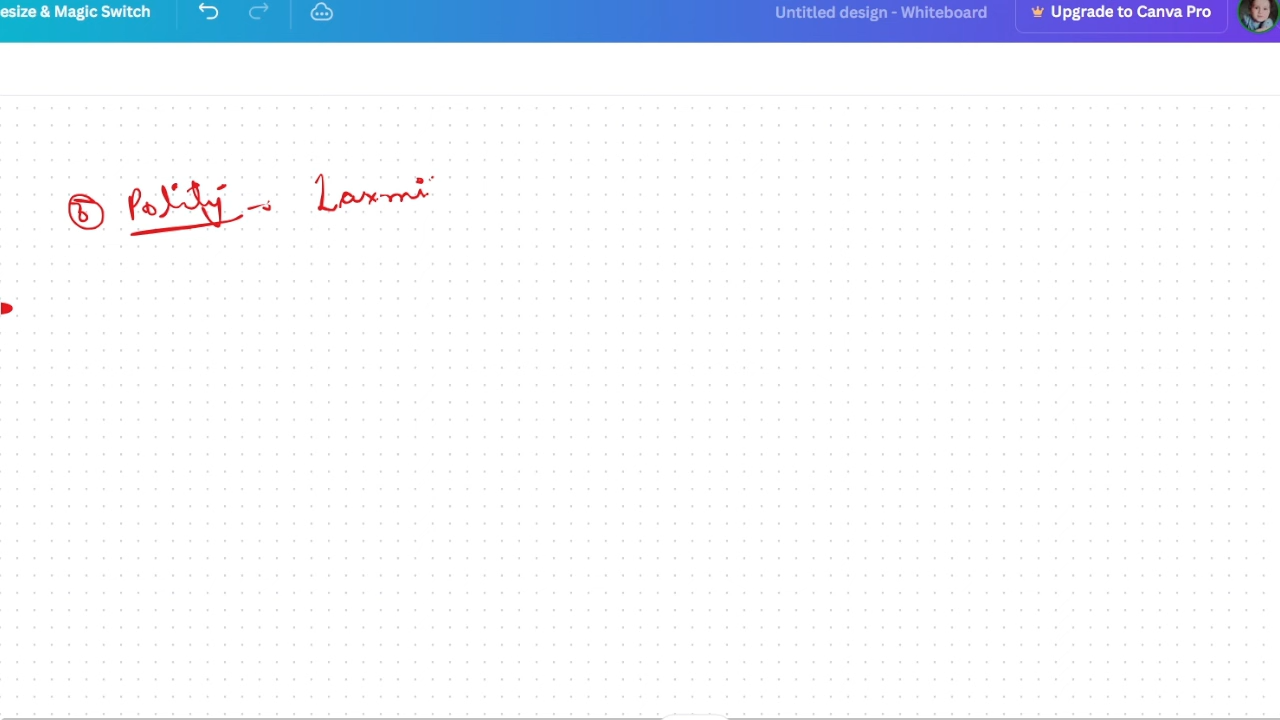 esize & Magic Switch
Untitled design - Whiteboard
Upgrade to Canva Pro
⑥ Polity → Laxmi